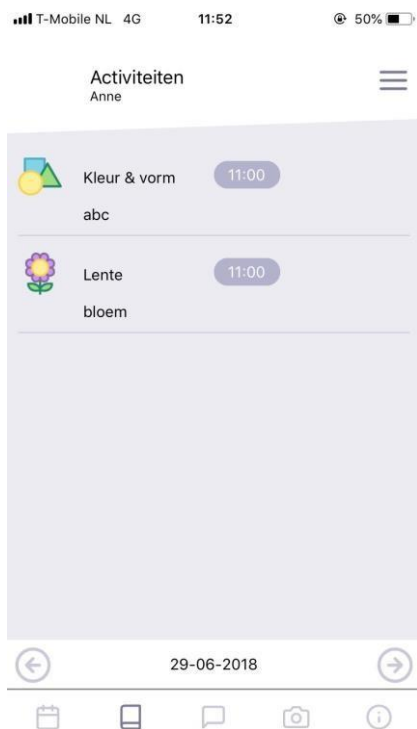 T-Mobile NL 4G 11:52 50%
Activiteiten
Anne
Kleur & vorm 11:00
abc
Lente 11:00
bloem
29-06-2018